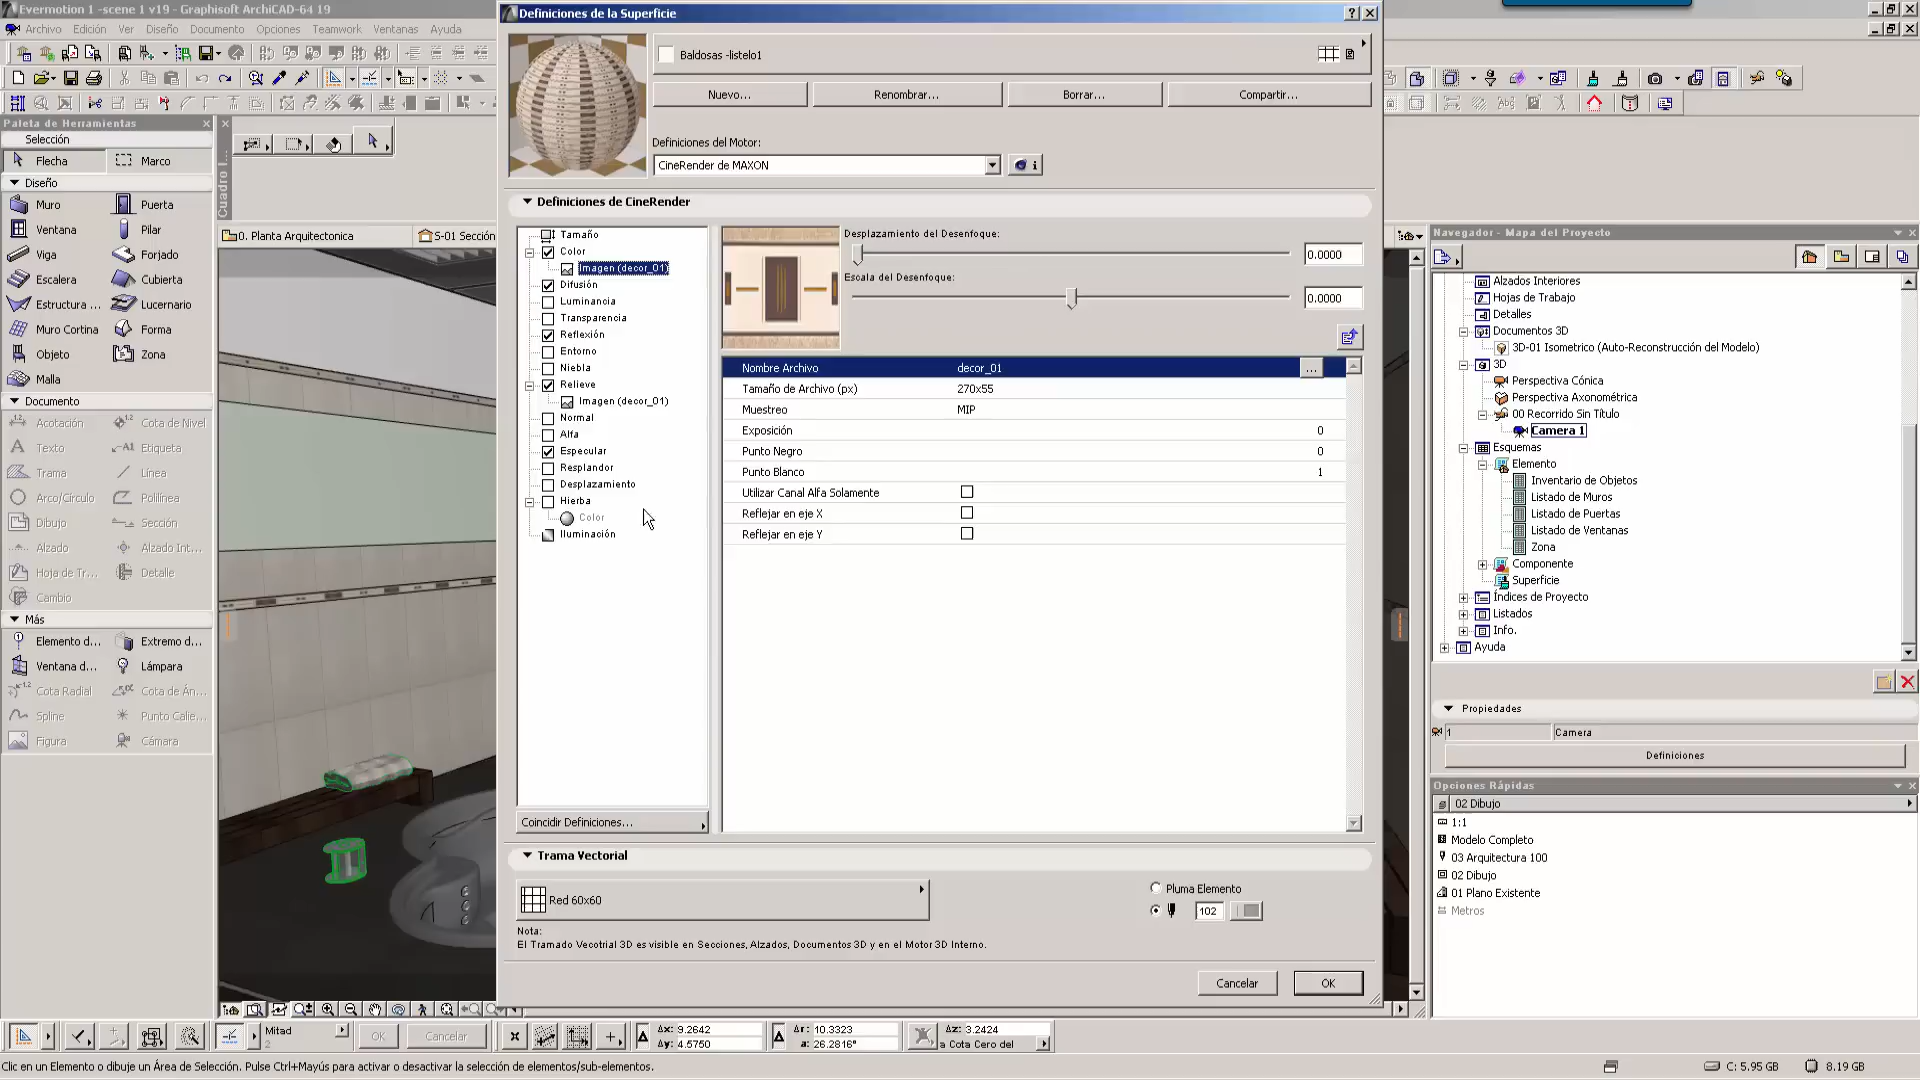 Evermotion 1 -scene 1 v19 - Graphisoft ArchiCAD-64 19
Archivo Edición Ver Diseño Documento Opciones Teamwork Ventanas Ayuda
Paleta de Herramientas
Selección
Flecha Marco
Diseño
Muro Puerta
Ventana Pilar
Viga Forjado
Escalera Cubierta
Estructura ... Lucernario
Muro Cortina Forma
Objeto Zona
Malla
Documento
Acotación Cota de Nivel
Texto Etiqueta
Trama Línea
Arco/Círculo Polilínea
Dibujo Sección
Alzado Alzado Int...
Hoja de Tr... Detalle
Cambio
Más
Elemento d... Extremo d...
Ventana d... Lámpara
Cota Radial Cota de Án...
Spline Punto Calie...
Figura Cámara
0. Planta Arquitectonica
S-01 Sección
Definiciones de la Superficie
Baldosas -listelo1
Nuevo... Renombrar... Borrar... Compartir...
Definiciones del Motor:
CineRender de MAXON
Definiciones de CineRender
Tamaño
Color
Imagen (decor_01)
Difusión
Luminancia
Transparencia
Reflexión
Entorno
Niebla
Relieve
Imagen (decor_01)
Normal
Alfa
Especular
Resplandor
Desplazamiento
Hierba
Color
Iluminación
Coincidir Definiciones...
Desplazamiento del Desenfoque:
0.0000
Escala del Desenfoque:
0.0000
Nombre Archivo decor_01 ...
Tamaño de Archivo (px) 270x55
Muestreo MIP
Exposición 0
Punto Negro 0
Punto Blanco 1
Utilizar Canal Alfa Solamente
Reflejar en eje X
Reflejar en eje Y
Trama Vectorial
Red 60x60
Pluma Elemento
102
Nota:
El Tramado Vecotrial 3D es visible en Secciones, Alzados, Documentos 3D y en el Motor 3D Interno.
Cancelar OK
Navegador - Mapa del Proyecto
Alzados Interiores
Hojas de Trabajo
Detalles
Documentos 3D
3D-01 Isometrico (Auto-Reconstrucción del Modelo)
3D
Perspectiva Cónica
Perspectiva Axonométrica
00 Recorrido Sin Título
Camera 1
Esquemas
Elemento
Inventario de Objetos
Listado de Muros
Listado de Puertas
Listado de Ventanas
Zona
Componente
Superficie
Índices de Proyecto
Listados
Info.
Ayuda
Propiedades
1 Camera
Definiciones
Opciones Rápidas
02 Dibujo
1:1
Modelo Completo
03 Arquitectura 100
02 Dibujo
01 Plano Existente
Metros
Mitad
2
OK Cancelar
Δx: 9.2642
Δy: 4.5750
Δr: 10.3323
a: 26.2816°
Δz: 3.2424
a Cota Cero del
Clic en un Elemento o dibuje un Área de Selección. Pulse Ctrl+Mayús para activar o desactivar la selección de elementos/sub-elementos.
C: 5.95 GB 8.19 GB